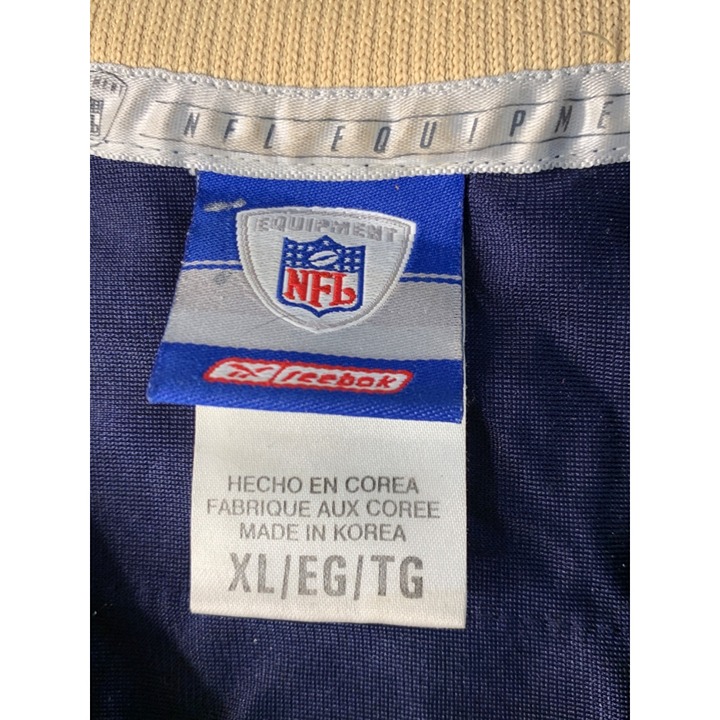 NFL EQUIPME
EQUIPMENT
NFL
Reebok
HECHO EN COREA
FABRIQUE AUX COREE
MADE IN KOREA
XL/EG/TG